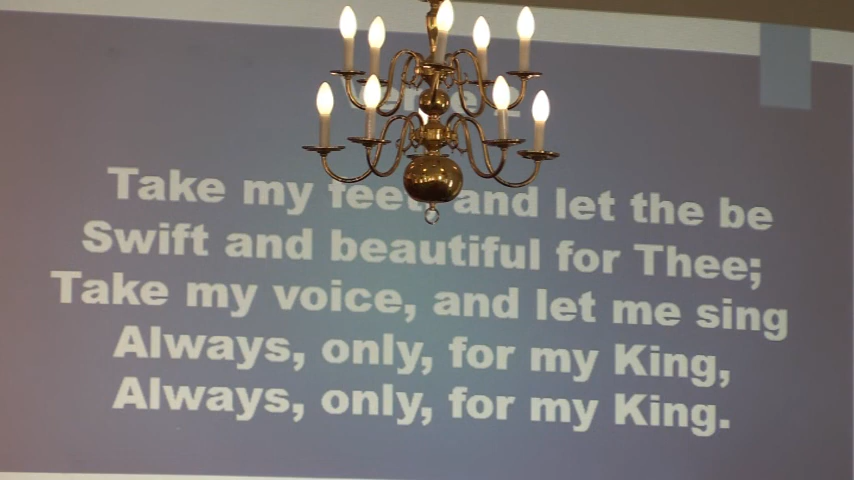 Take my feet, and let the be
Swift and beautiful for Thee;
Take my voice, and let me sing
Always, only, for my King,
Always, only, for my King.